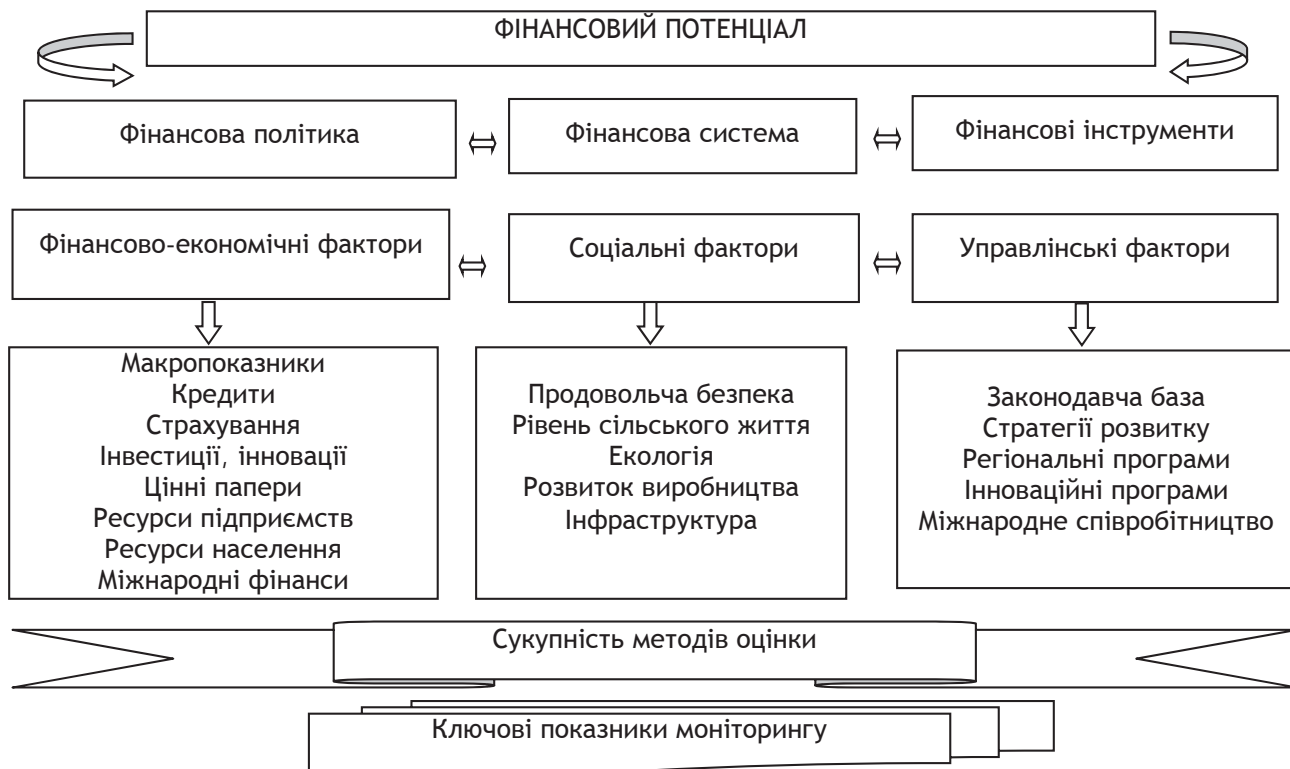 ФІНАНСОВИЙ ПОТЕНЦІАЛ
Фінансова політика
Фінансова система
Фінансові інструменти
Фінансово-економічні фактори
Соціальні фактори
Управлінські фактори
Макропоказники
Кредити
Страхування
Інвестиції, інновації
Цінні папери
Ресурси підприємств
Ресурси населення
Міжнародні фінанси
Продовольча безпека
Рівень сільського життя
Екологія
Розвиток виробництва
Інфраструктура
Законодавча база
Стратегії розвитку
Регіональні програми
Інноваційні програми
Міжнародне співробітництво
Сукупність методів оцінки
Ключові показники моніторингу